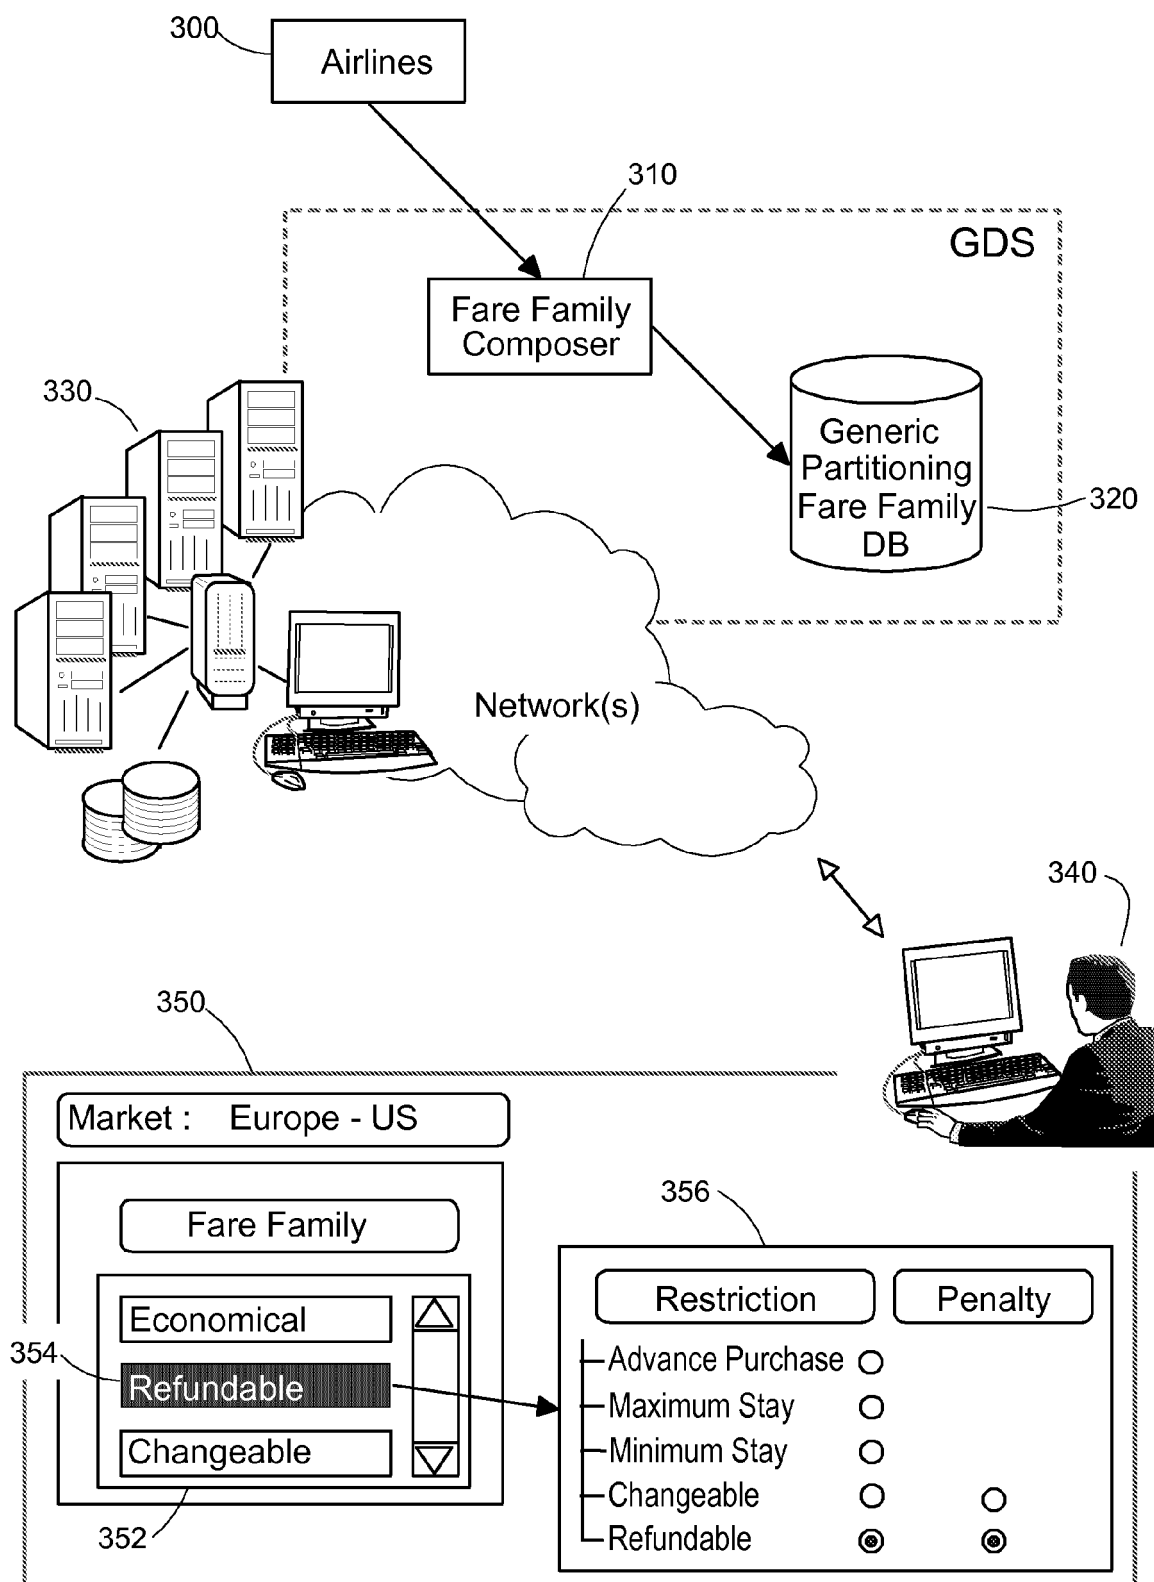 300
Airlines
310
GDS
Fare Family
Composer
330
Generic
Partitioning
Fare Family
DB
320
Network(s)
340
350
Market : Europe - US
356
Fare Family
Restriction
Penalty
Economical
354
Refundable
Changeable
352
Advance Purchase
Maximum Stay
Minimum Stay
Changeable
Refundable